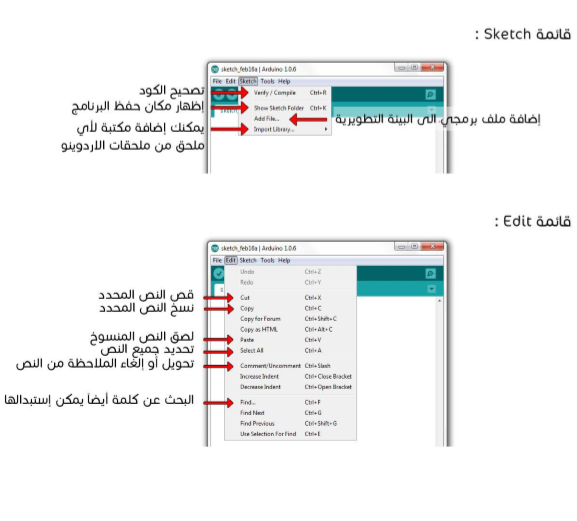 قائمة Sketch :
sketch_feb16a | Arduino 1.0.6
File Edit Sketch Tools Help
تصحيح الكود
Verify / Compile Ctrl+R
إظهار مكان حفظ البرنامج
Show Sketch Folder Ctrl+K
Add File...
إضافة ملف برمجي الى البيئة التطويرية
يمكنك إضافة مكتبة لأي
Import Library...
ملحق من ملحقات الاردوينو
قائمة Edit :
sketch_feb16a | Arduino 1.0.6
File Edit Sketch Tools Help
Undo Ctrl+Z
Redo Ctrl+Y
قص النص المحدد
Cut Ctrl+X
نسخ النص المحدد
Copy Ctrl+C
Copy for Forum Ctrl+Shift+C
Copy as HTML Ctrl+Alt+C
لصق النص المنسوخ
Paste Ctrl+V
تحديد جميع النص
Select All Ctrl+A
تحويل أو إلغاء الملاحظة من النص
Comment/Uncomment Ctrl+Slash
Increase Indent Ctrl+Close Bracket
Decrease Indent Ctrl+Open Bracket
البحث عن كلمة أيضاً يمكن إستبدالها
Find... Ctrl+F
Find Next Ctrl+G
Find Previous Ctrl+Shift+G
Use Selection For Find Ctrl+E